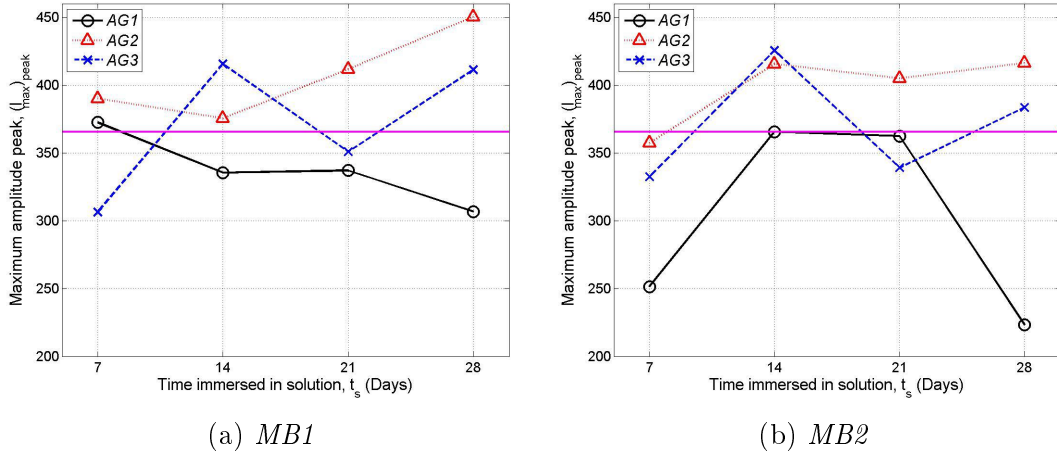 450
400
350
300
250
200
Maximum amplitude peak, (I_max)_peak
AG1
AG2
AG3
7
14
21
28
Time immersed in solution, t_s (Days)
(a) MB1
450
400
350
300
250
200
Maximum amplitude peak, (I_max)_peak
AG1
AG2
AG3
7
14
21
28
Time immersed in solution, t_s (Days)
(b) MB2